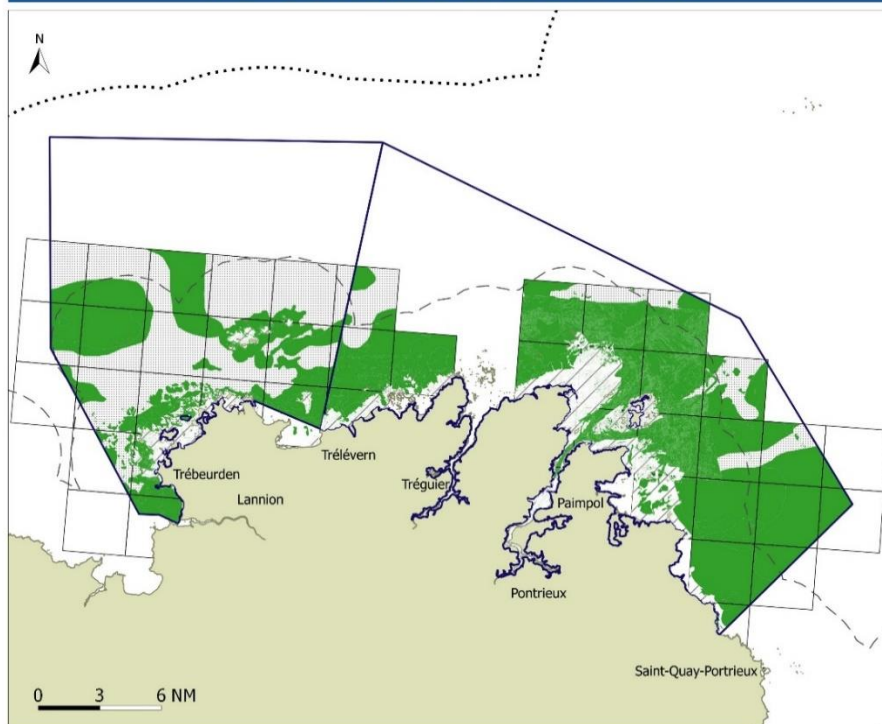 N
Trébeurden
Trélévern
Lannion
Tréguier
Paimpol
Pontrieux
Saint-Quay-Portrieux
0 3 6 NM